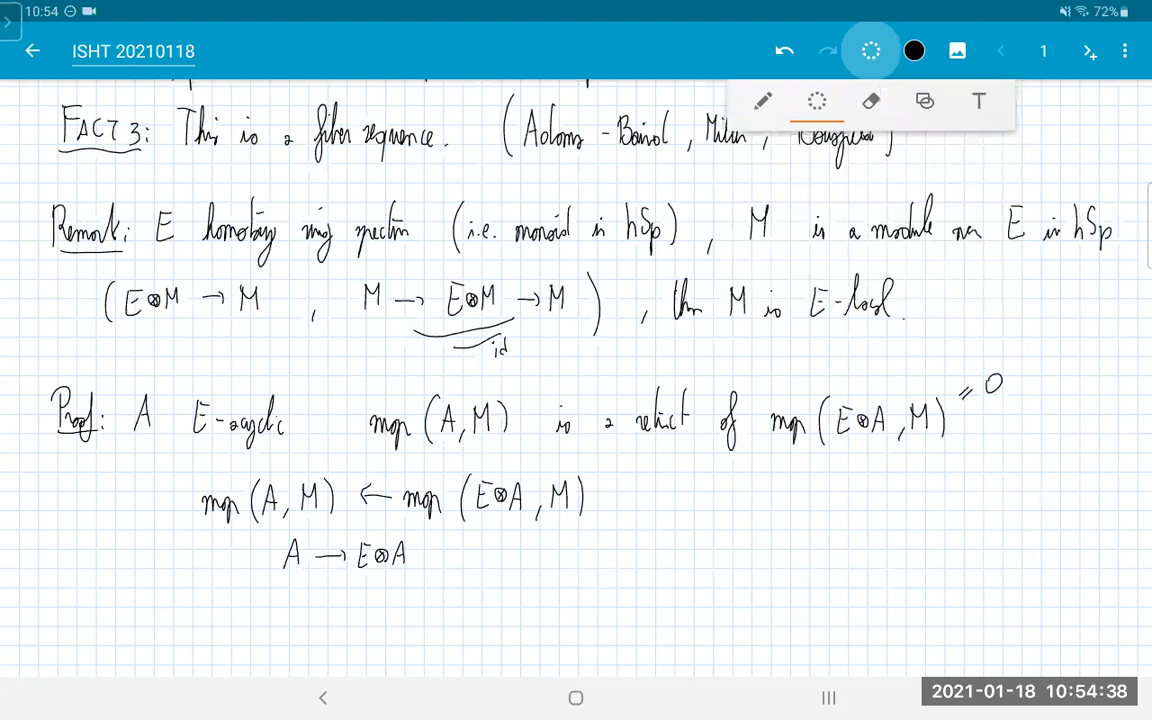 10:54 72%
ISHT 20210118 1
T
FACT 3: This is a fiber sequence. (Adams-Bousfield, Milnor,
Remark: E homotopy ring spectrum (i.e. monoid in hSp), M is a module over E in hSp
(E⊗M → M, M → E⊗M → M), then M is E-local.
id
Proof: A E-acyclic map(A,M) is a retract of map(E⊗A,M) = 0
map(A,M) ← map(E⊗A,M)
A → E⊗A
2021-01-18 10:54:38